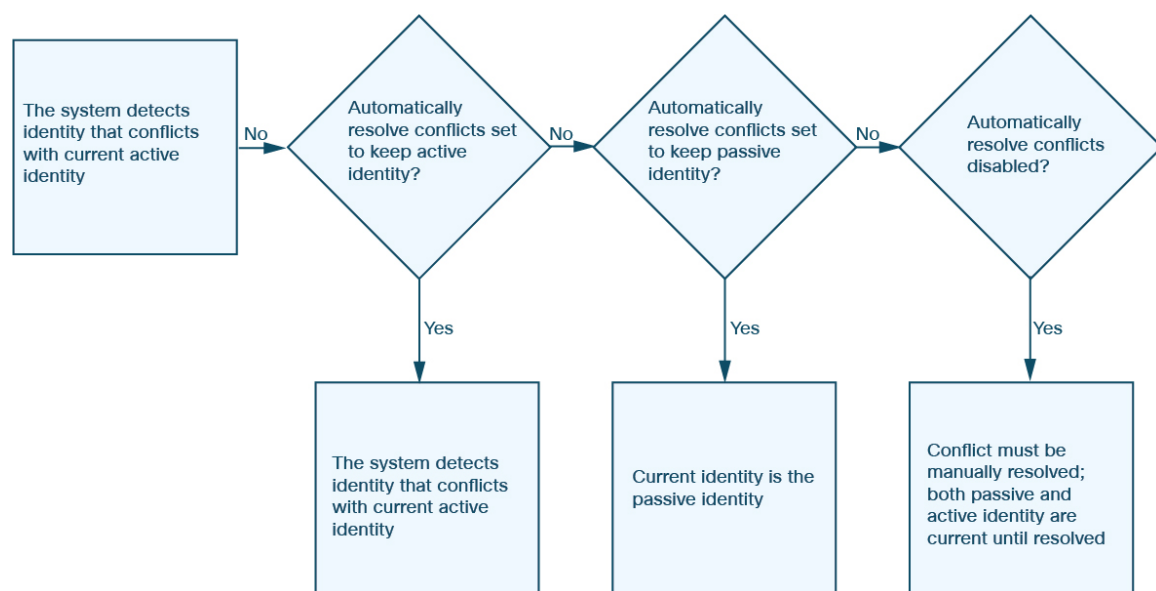 The system detects
identity that conflicts
with current active
identity
No
Automatically
resolve conflicts set
to keep active
identity?
No
Automatically
resolve conflicts set
to keep passive
identity?
No
Automatically
resolve conflicts
disabled?
Yes
Yes
Yes
The system detects
identity that conflicts
with current active
identity
Current identity is the
passive identity
Conflict must be
manually resolved;
both passive and
active identity are
current until resolved